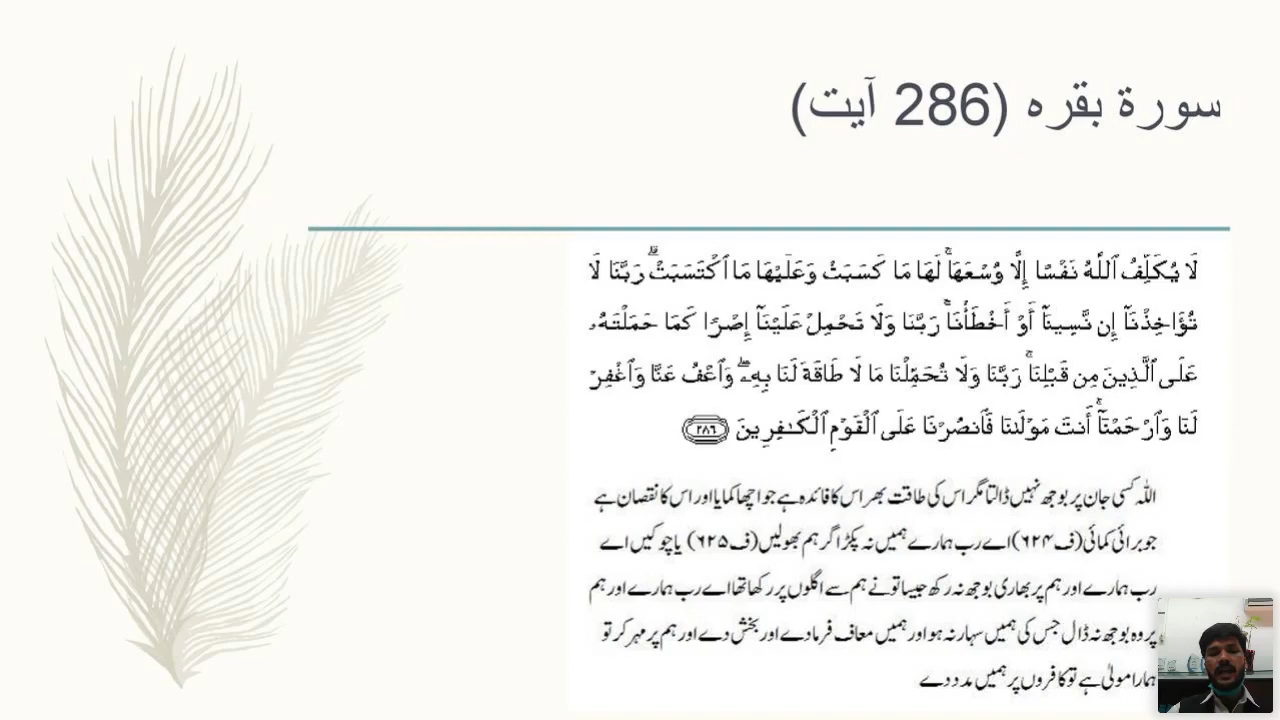 سورۃ بقرہ (286 آیت)
لَا يُكَلِّفُ ٱللَّهُ نَفْسًا إِلَّا وُسْعَهَاۚ لَهَا مَا كَسَبَتْ وَعَلَيْهَا مَا ٱكْتَسَبَتْۗ رَبَّنَا لَا
تُؤَاخِذْنَآ إِن نَّسِينَآ أَوْ أَخْطَأْنَاۚ رَبَّنَا وَلَا تَحْمِلْ عَلَيْنَآ إِصْرًا كَمَا حَمَلْتَهُۥ
عَلَى ٱلَّذِينَ مِن قَبْلِنَاۚ رَبَّنَا وَلَا تُحَمِّلْنَا مَا لَا طَاقَةَ لَنَا بِهِۦۖ وَٱعْفُ عَنَّا وَٱغْفِرْ
لَنَا وَٱرْحَمْنَآۚ أَنتَ مَوْلَىٰنَا فَٱنصُرْنَا عَلَى ٱلْقَوْمِ ٱلْكَـٰفِرِينَ ٢٨٦
اللہ کسی جان پر بوجھ نہیں ڈالتا مگر اس کی طاقت بھر اس کا فائدہ ہے جو اچھا کمایا اور اس کا نقصان ہے
جو برائی کمائی (ف۶۲۴) اے رب ہمارے ہمیں نہ پکڑ اگر ہم بھولیں (ف۶۲۵) یا چوکیں اے
رب ہمارے اور ہم پر بھاری بوجھ نہ رکھ جیسا تو نے ہم سے اگلوں پر رکھا تھا اے رب ہمارے اور ہم
پر وہ بوجھ نہ ڈال جس کی ہمیں سہار نہ ہو اور ہمیں معاف فرمادے اور بخش دے اور ہم پر مہر کر تو
ہمارا مولیٰ ہے تو کافروں پر ہمیں مدد دے